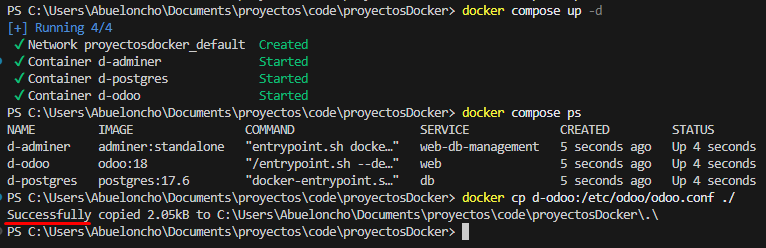 PS C:\Users\Abueloncho\Documents\proyectos\code\proyectosDocker> docker compose up -d
[+] Running 4/4
✓ Network proyectosdocker_default Created
✓ Container d-adminer Started
✓ Container d-postgres Started
✓ Container d-odoo Started
PS C:\Users\Abueloncho\Documents\proyectos\code\proyectosDocker> docker compose ps
NAME IMAGE COMMAND SERVICE CREATED STATUS
d-adminer adminer:standalone "entrypoint.sh docke…" web-db-management 5 seconds ago Up 4 seconds
d-odoo odoo:18 "/entrypoint.sh --de…" web 5 seconds ago Up 4 seconds
d-postgres postgres:17.6 "docker-entrypoint.s…" db 5 seconds ago Up 4 seconds
PS C:\Users\Abueloncho\Documents\proyectos\code\proyectosDocker> docker cp d-odoo:/etc/odoo/odoo.conf ./
Successfully copied 2.05kB to C:\Users\Abueloncho\Documents\proyectos\code\proyectosDocker\.\
PS C:\Users\Abueloncho\Documents\proyectos\code\proyectosDocker>